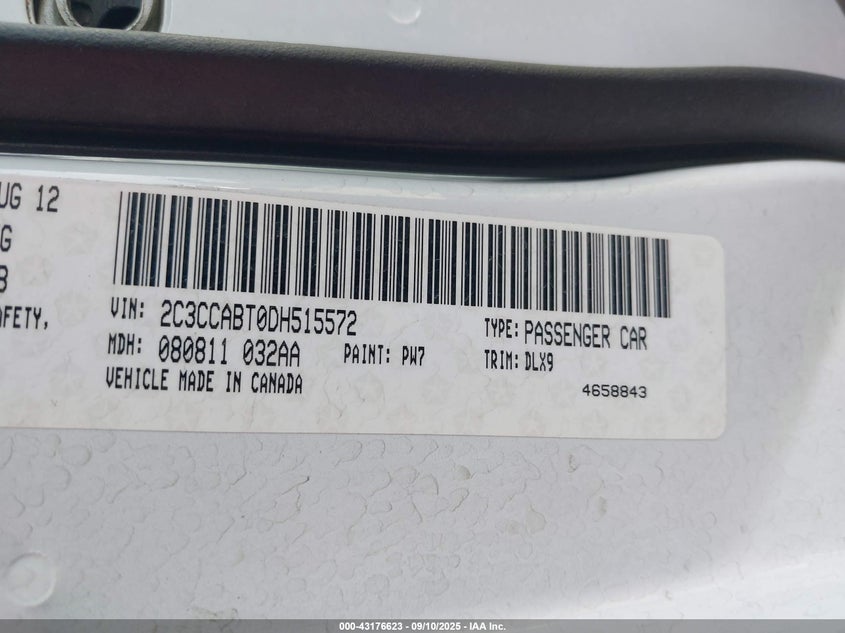 UG 12
G
B
AFETY,
VIN: 2C3CCABT0DH515572
TYPE: PASSENGER CAR
MDH: 080811 032AA
PAINT: PW7
TRIM: DLX9
VEHICLE MADE IN CANADA
4658843
000-43176623 - 09/10/2025 - IAA Inc.